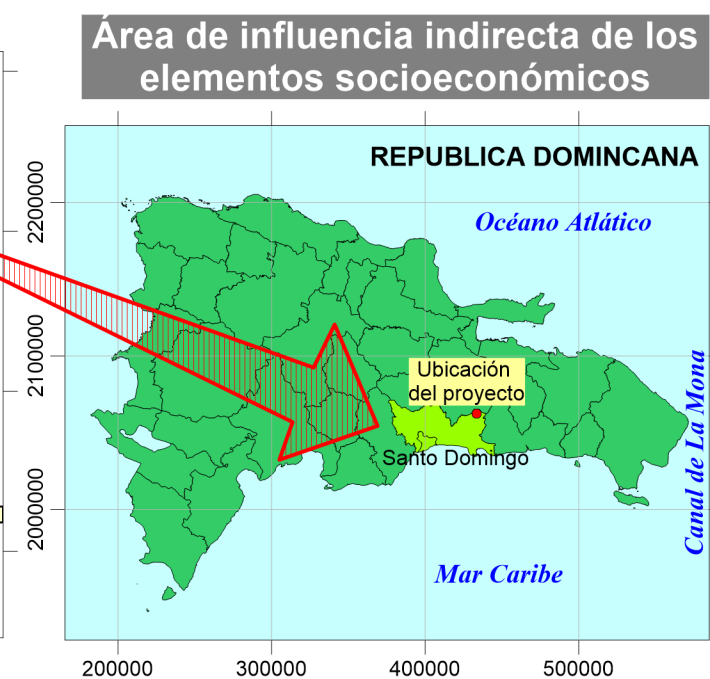 Área de influencia indirecta de los
elementos socioeconómicos
REPUBLICA DOMINCANA
Océano Atlático
2200000
2100000
2000000
Ubicación
del proyecto
Santo Domingo
Canal de La Mona
Mar Caribe
200000
300000
400000
500000